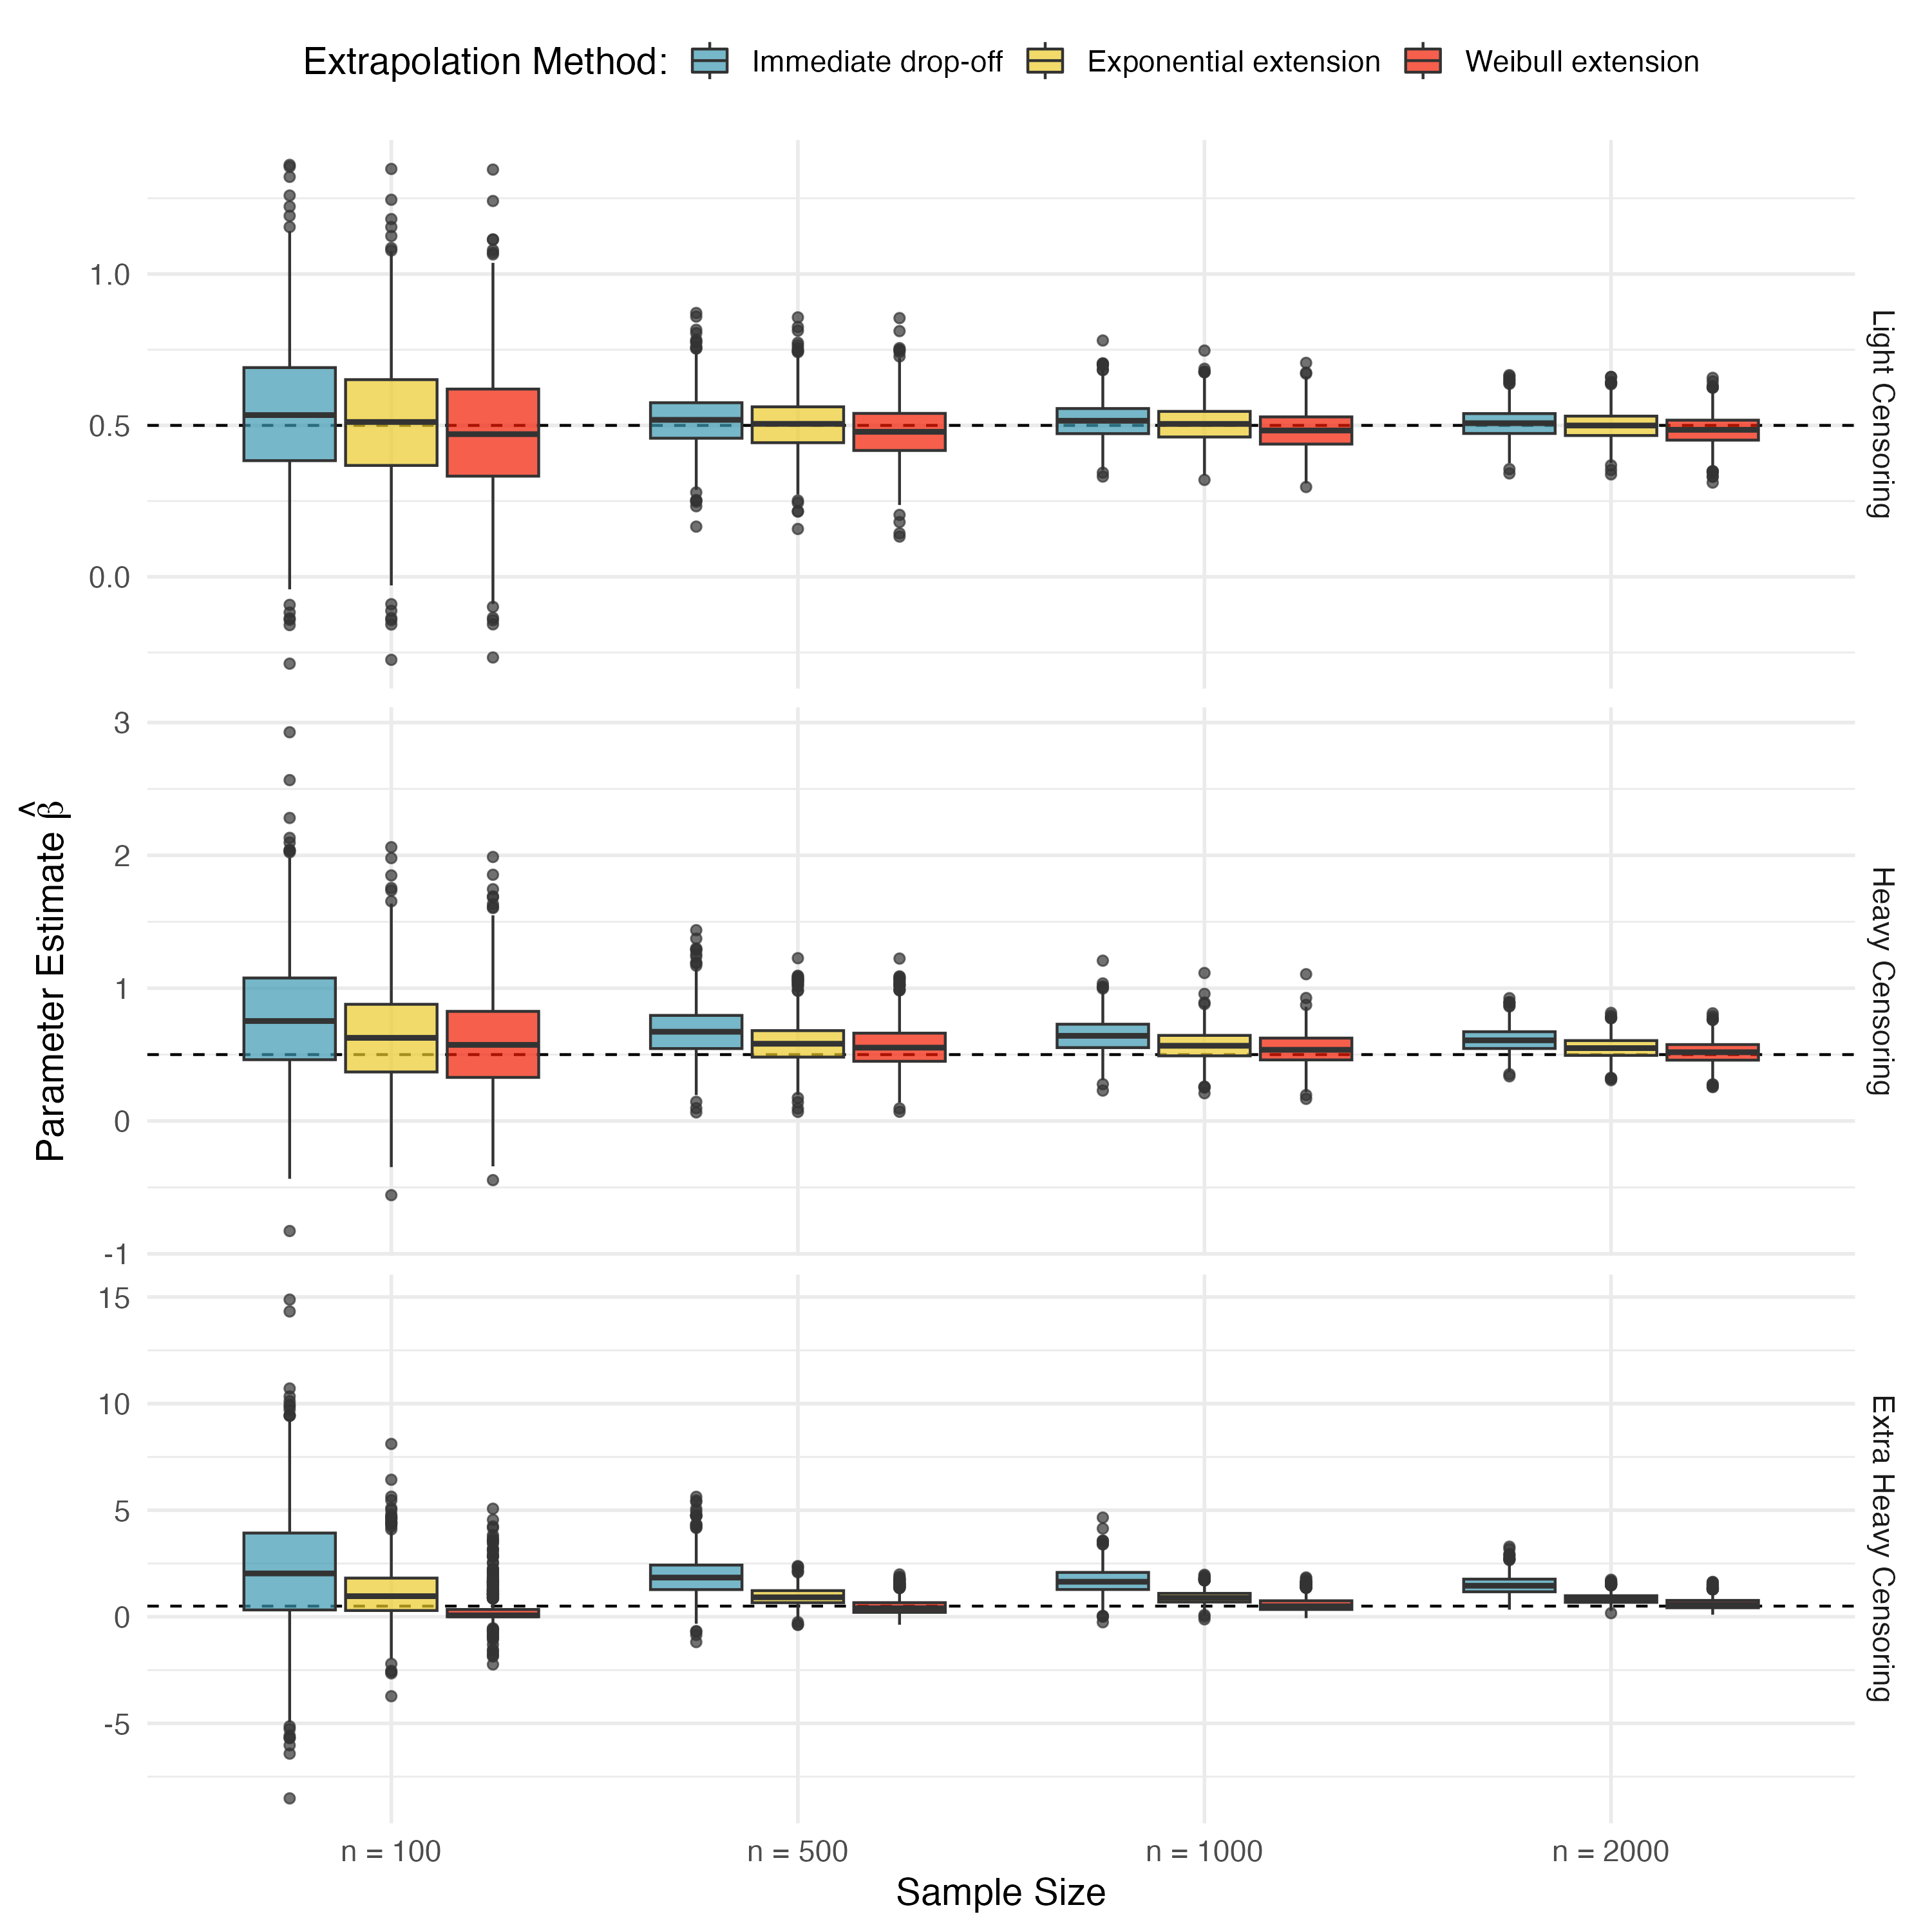 Extrapolation Method: Immediate drop-off Exponential extension Weibull extension
Parameter Estimate β̂
1.0
0.5
0.0
Light Censoring
3
2
1
0
-1
Heavy Censoring
15
10
5
0
-5
Extra Heavy Censoring
n = 100 n = 500 n = 1000 n = 2000
Sample Size